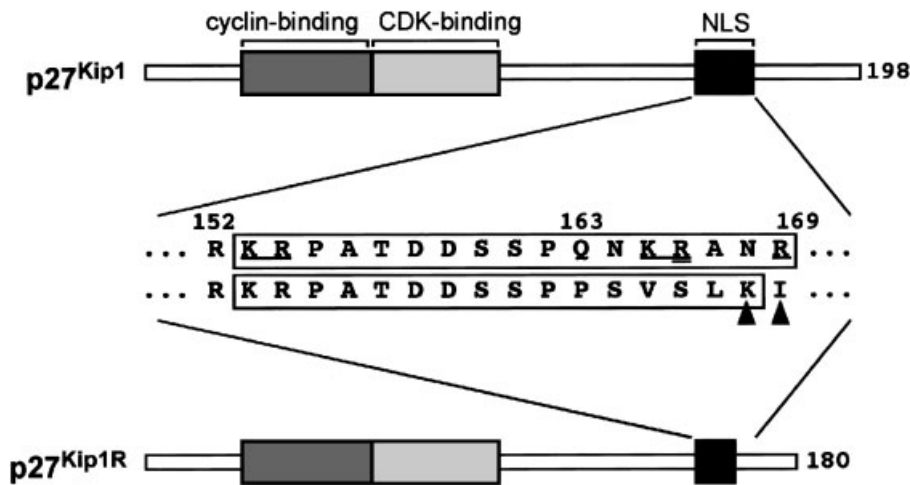 cyclin-binding CDK-binding NLS
p27Kip1 198
152 163 169
... R K R P A T D D S S P Q N K R A N R ...
... R K R P A T D D S S P P S V S L K I ...
p27Kip1R 180